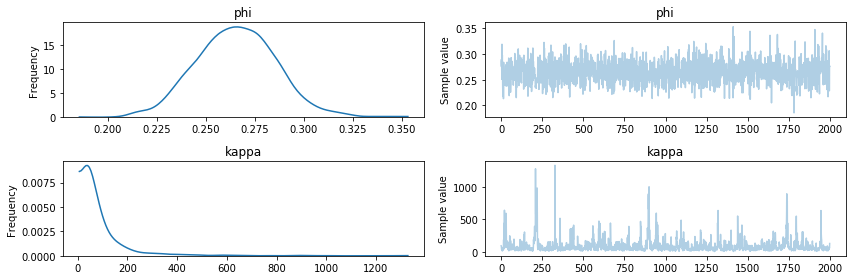 phi
Frequency
15
10
5
0
0.200 0.225 0.250 0.275 0.300 0.325 0.350
phi
Sample value
0.35
0.30
0.25
0.20
0 250 500 750 1000 1250 1500 1750 2000
kappa
Frequency
0.0075
0.0050
0.0025
0.0000
0 200 400 600 800 1000 1200
kappa
Sample value
1000
500
0
0 250 500 750 1000 1250 1500 1750 2000